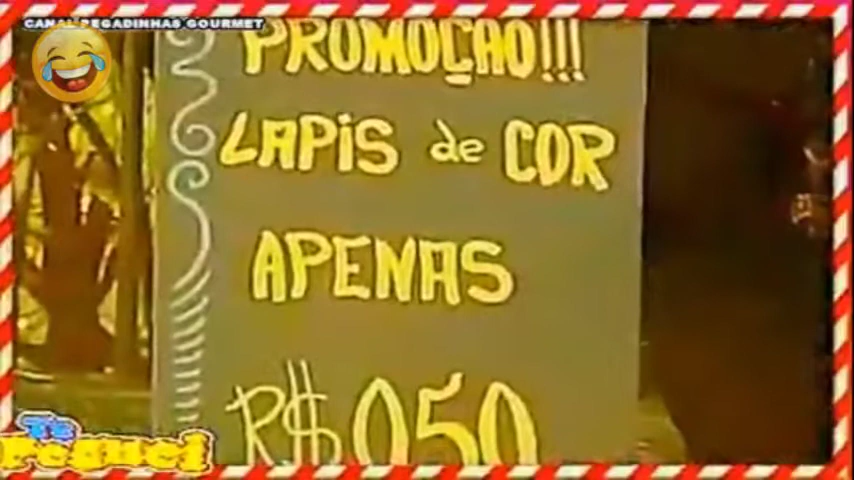 CANAL PEGADINHAS GOURMET
PROMOÇÃO!!!
LAPiS de COR
APENAS
R$ 050
Te
Peguei